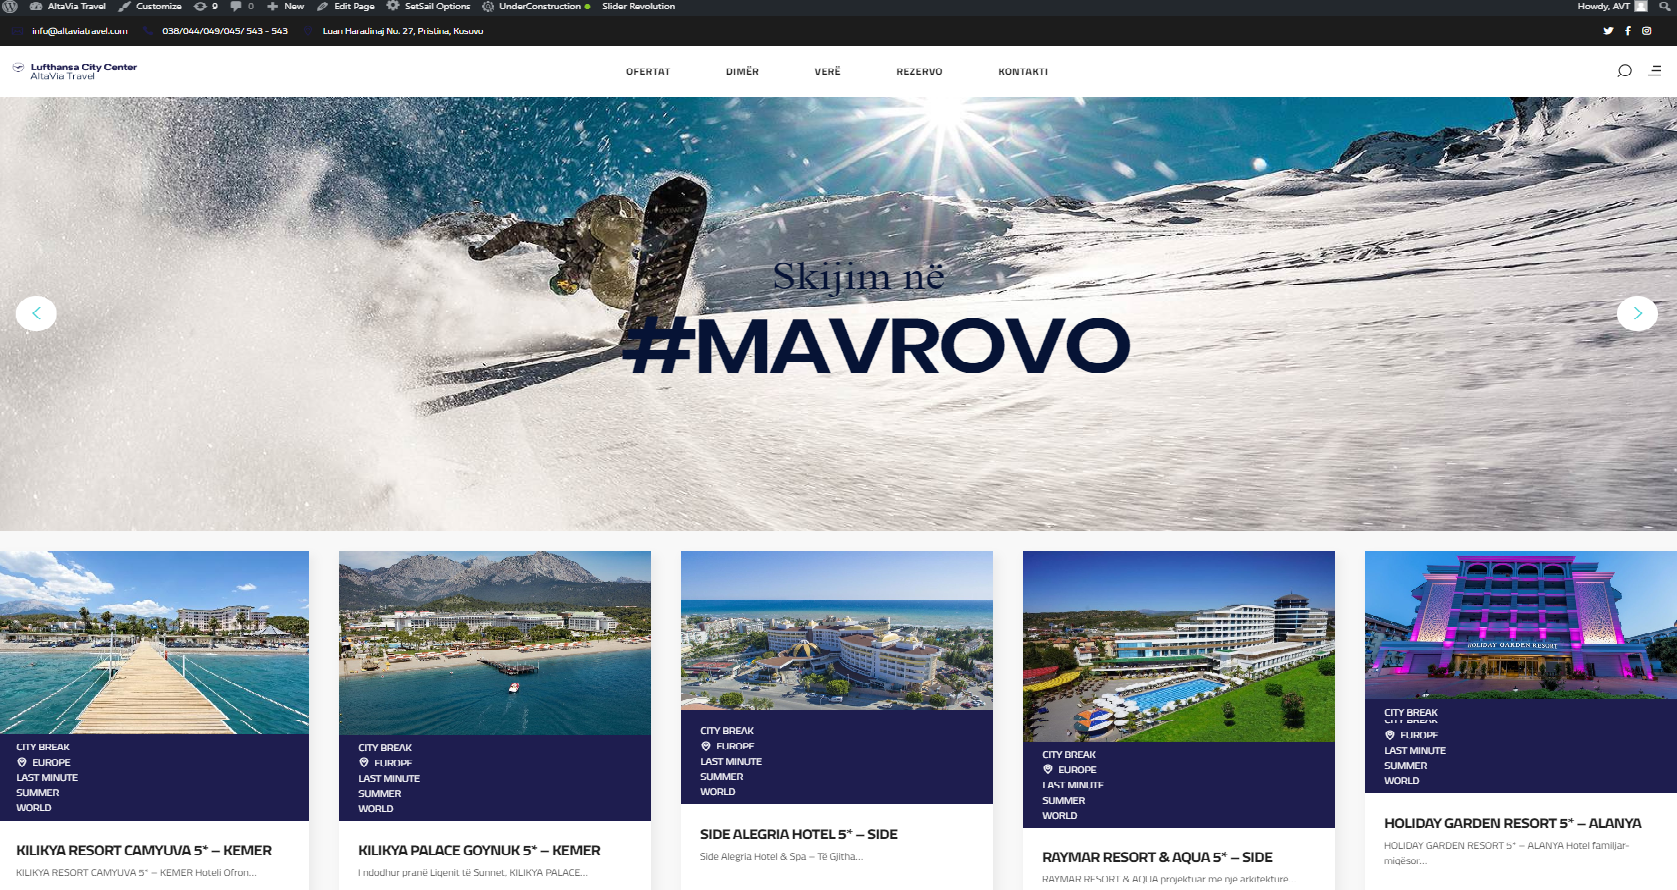 AltaVia Travel Customize 9 0 New Edit Page SetSail Options UnderConstruction Slider Revolution Howdy, AVT
info@altaviatravel.com 038/044/049/045/ 543 - 543 Luan Haradinaj No. 27, Pristina, Kosovo
Lufthansa City Center
AltaVia Travel
OFERTAT DIMËR VERË REZERVO KONTAKTI
Skijim në
#MAVROVO
CITY BREAK
EUROPE
LAST MINUTE
SUMMER
WORLD
KILIKYA RESORT CAMYUVA 5* – KEMER
KILIKYA RESORT CAMYUVA 5* – KEMER Hoteli Ofron...
CITY BREAK
EUROPE
LAST MINUTE
SUMMER
WORLD
KILIKYA PALACE GOYNUK 5* – KEMER
I ndodhur pranë Liqenit të Sunnet, KILIKYA PALACE...
CITY BREAK
EUROPE
LAST MINUTE
SUMMER
WORLD
SIDE ALEGRIA HOTEL 5* – SIDE
Side Alegria Hotel & Spa – Të Gjitha...
CITY BREAK
EUROPE
LAST MINUTE
SUMMER
WORLD
RAYMAR RESORT & AQUA 5* – SIDE
RAYMAR RESORT & AQUA projektuar me një arkitekturë...
HOLIDAY GARDEN RESORT
CITY BREAK
CITY BREAK
EUROPE
LAST MINUTE
SUMMER
WORLD
HOLIDAY GARDEN RESORT 5* – ALANYA
HOLIDAY GARDEN RESORT 5* – ALANYA Hotel familjar-
miqësor...